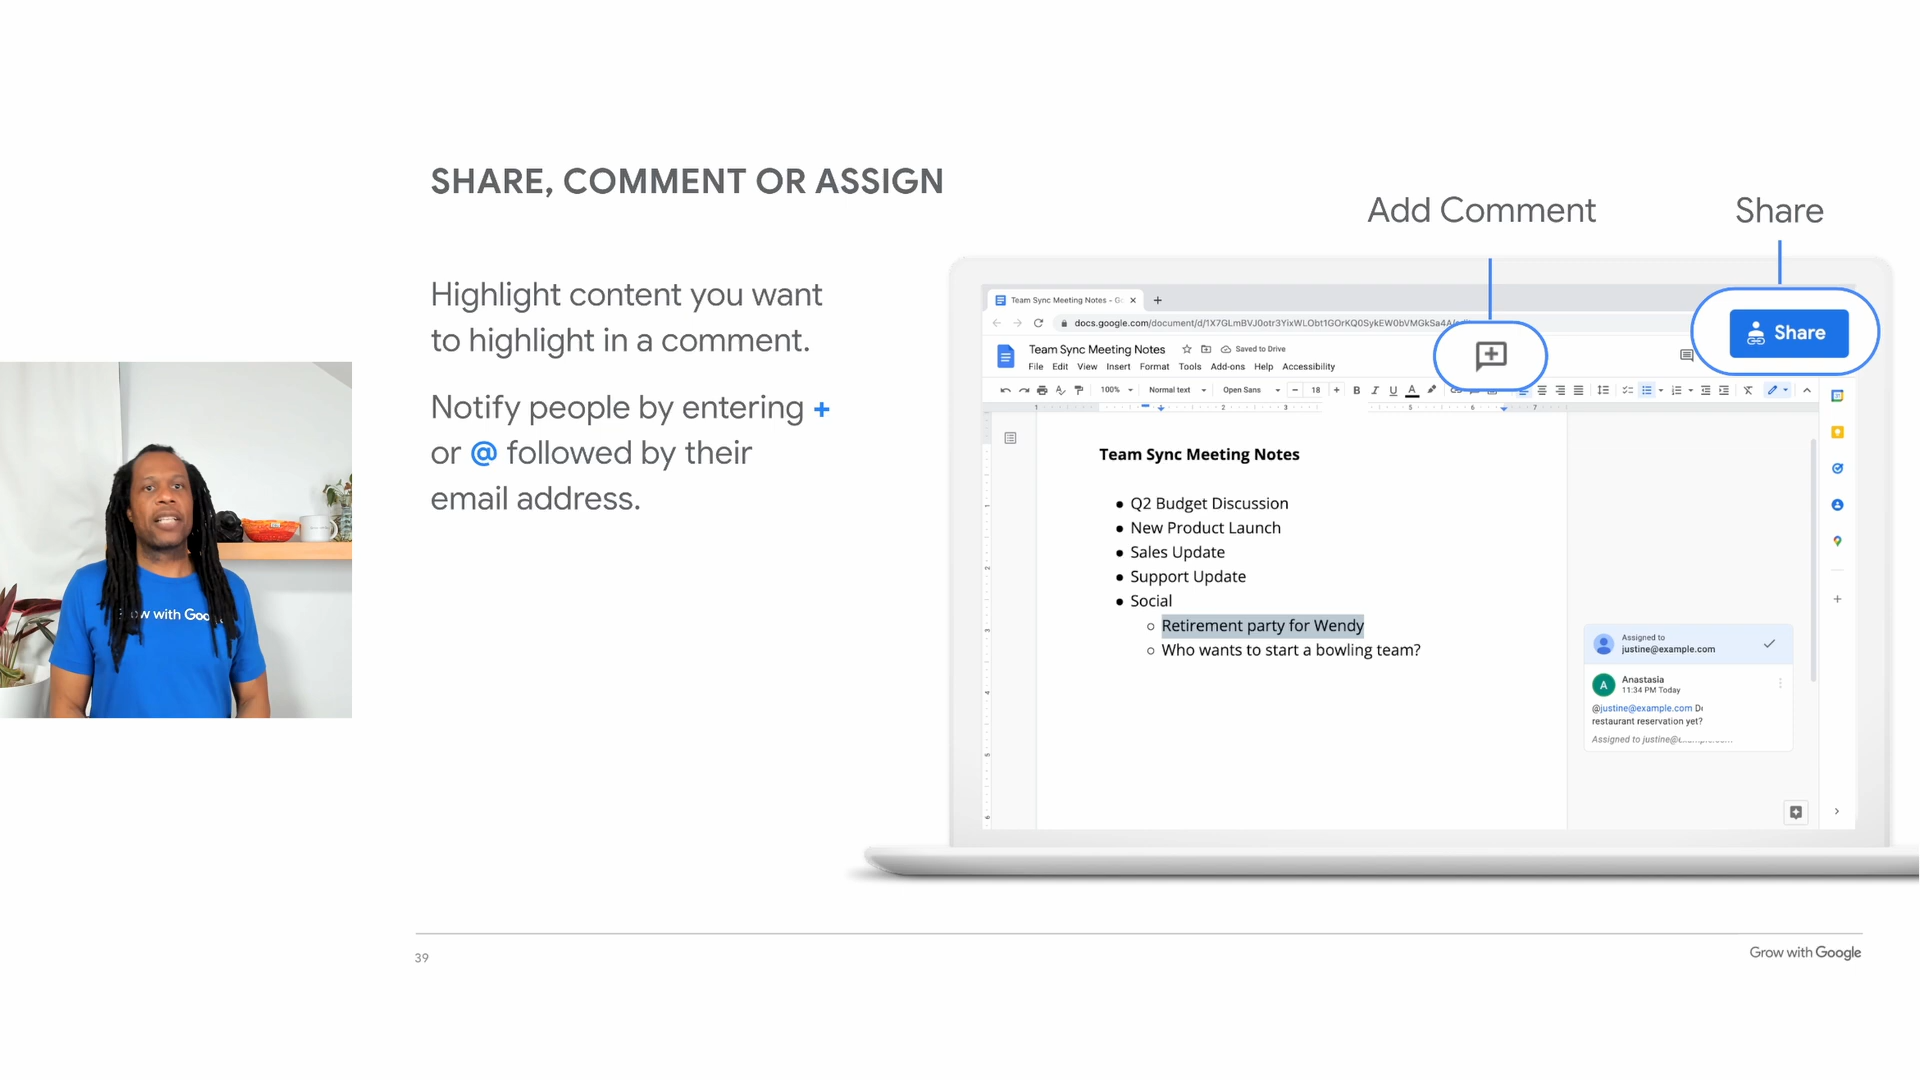 SHARE, COMMENT OR ASSIGN
Highlight content you want
to highlight in a comment.
Notify people by entering +
or @ followed by their
email address.
Add Comment
Share
Team Sync Meeting Notes - G
docs.google.com/document/d/1X7GLmBVJ0otr3YixWLObt1GOrKQ0SykEW0bVMGkSa4A/
Share
Team Sync Meeting Notes
Saved to Drive
File Edit View Insert Format Tools Add-ons Help Accessibility
100% Normal text Open Sans - 18 + B I U A
Team Sync Meeting Notes
Q2 Budget Discussion
New Product Launch
Sales Update
Support Update
Social
Retirement party for Wendy
Who wants to start a bowling team?
Assigned to
justine@example.com
A
Anastasia
11:34 PM Today
@justine@example.com
restaurant reservation yet?
Assigned to
Grow with Goo
39
Grow with Google